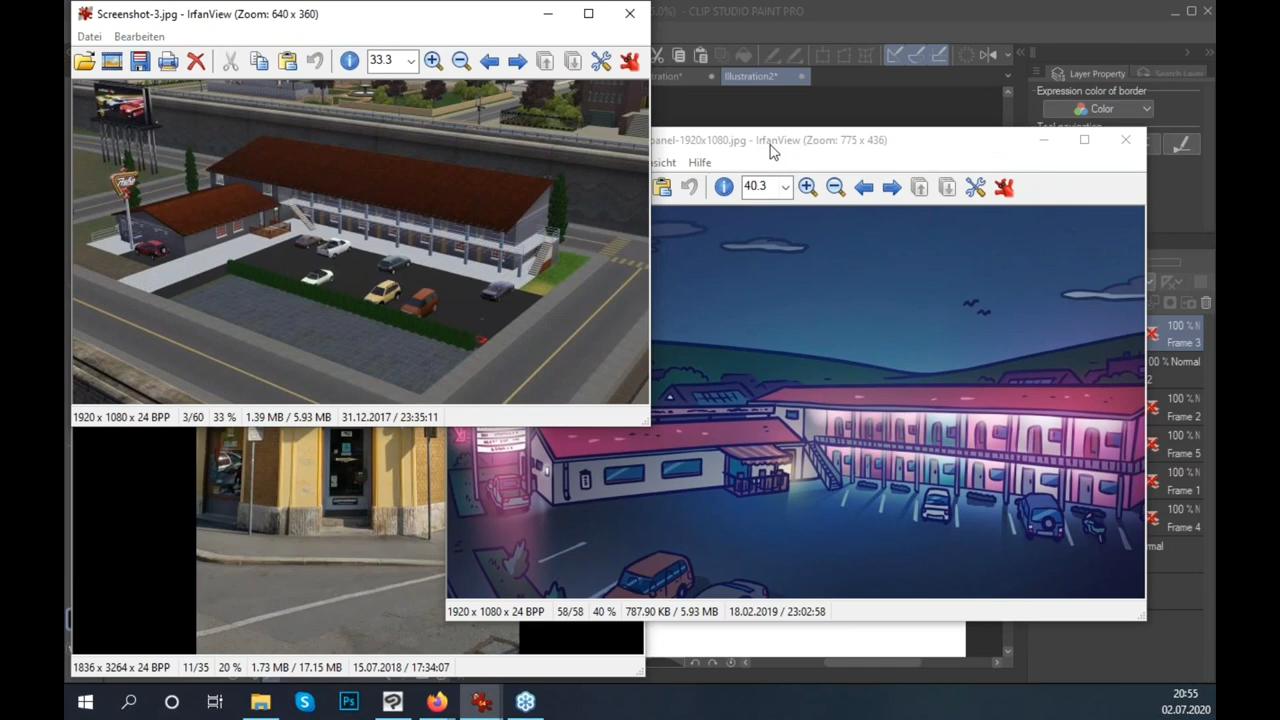 Screenshot-3.jpg - IrfanView (Zoom: 640 x 360)
Datei Bearbeiten
33.3
1920 x 1080 x 24 BPP 3/60 33 % 1.39 MB / 5.93 MB 31.12.2017 / 23:35:11
CLIP STUDIO PAINT PRO
Illustration2*
Layer Property
Search Layer
Expression color of border
Color
panel-1920x1080.jpg - IrfanView (Zoom: 775 x 436)
sicht Hilfe
40.3
1920 x 1080 x 24 BPP 58/58 40 % 787.90 KB / 5.93 MB 18.02.2019 / 23:02:58
100 % N
Frame 3
00 % Normal
2
100 % N
Frame 2
100 % N
Frame 5
100 % N
Frame 1
100 % N
Frame 4
mal
1836 x 3264 x 24 BPP 11/35 20 % 1.73 MB / 17.15 MB 15.07.2018 / 17:34:07
20:55
02.07.2020